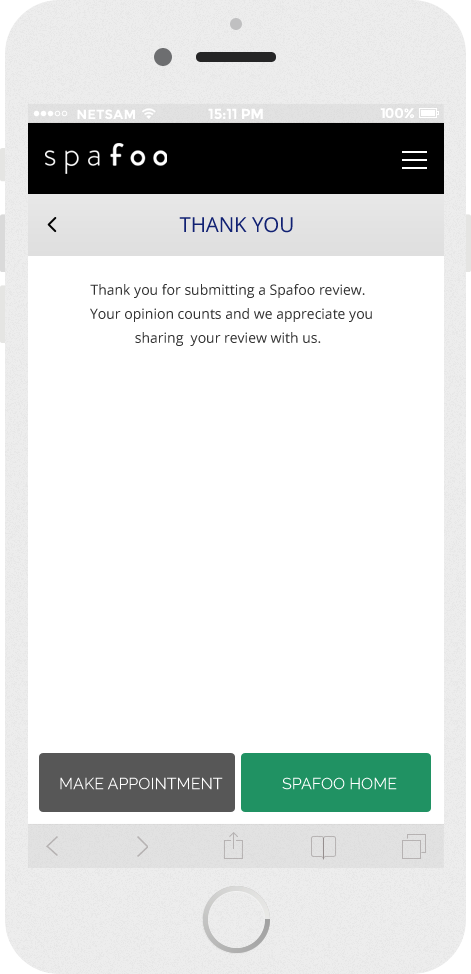 NETSAM 15:11 PM 100%
spafoo
THANK YOU
Thank you for submitting a Spafoo review.
Your opinion counts and we appreciate you
sharing  your review with us.
MAKE APPOINTMENT SPAFOO HOME